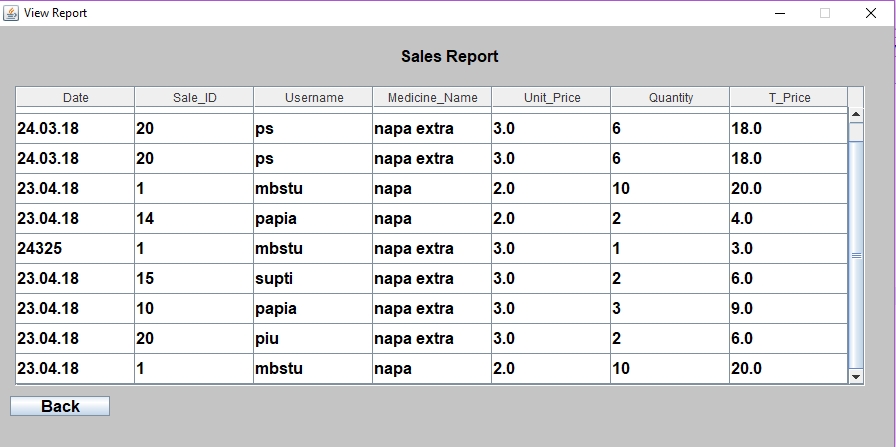 View Report
Sales Report
Date Sale_ID Username Medicine_Name Unit_Price Quantity T_Price
24.03.18 20 ps napa extra 3.0 6 18.0
24.03.18 20 ps napa extra 3.0 6 18.0
23.04.18 1 mbstu napa 2.0 10 20.0
23.04.18 14 papia napa 2.0 2 4.0
24325 1 mbstu napa extra 3.0 1 3.0
23.04.18 15 supti napa extra 3.0 2 6.0
23.04.18 10 papia napa extra 3.0 3 9.0
23.04.18 20 piu napa extra 3.0 2 6.0
23.04.18 1 mbstu napa 2.0 10 20.0
Back